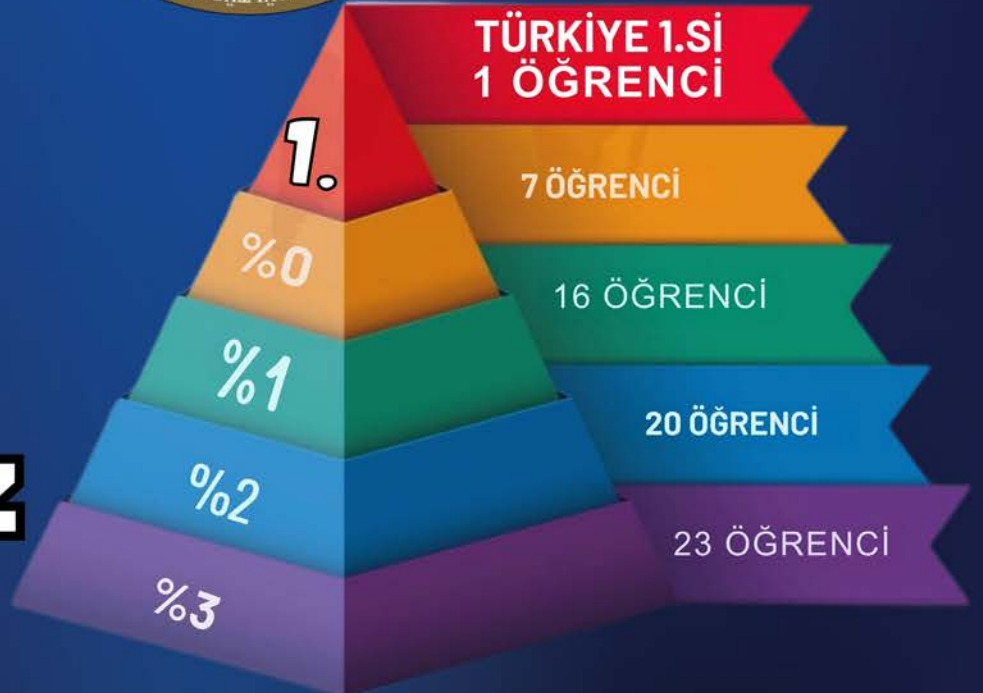 TÜRKİYE 1.Sİ
1 ÖĞRENCİ
1.
7 ÖĞRENCİ
%0
16 ÖĞRENCİ
%1
20 ÖĞRENCİ
%2
Z
23 ÖĞRENCİ
%3